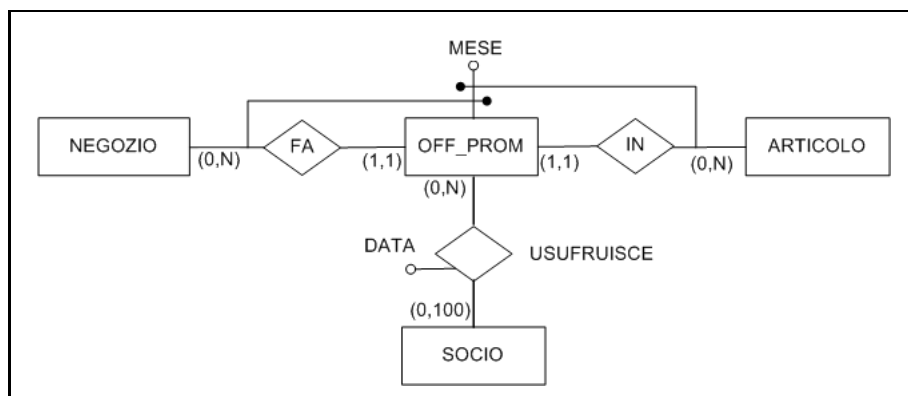 MESE
NEGOZIO (0,N) FA (1,1) OFF_PROM (1,1) IN (0,N) ARTICOLO
(0,N)
DATA USUFRUISCE
(0,100)
SOCIO